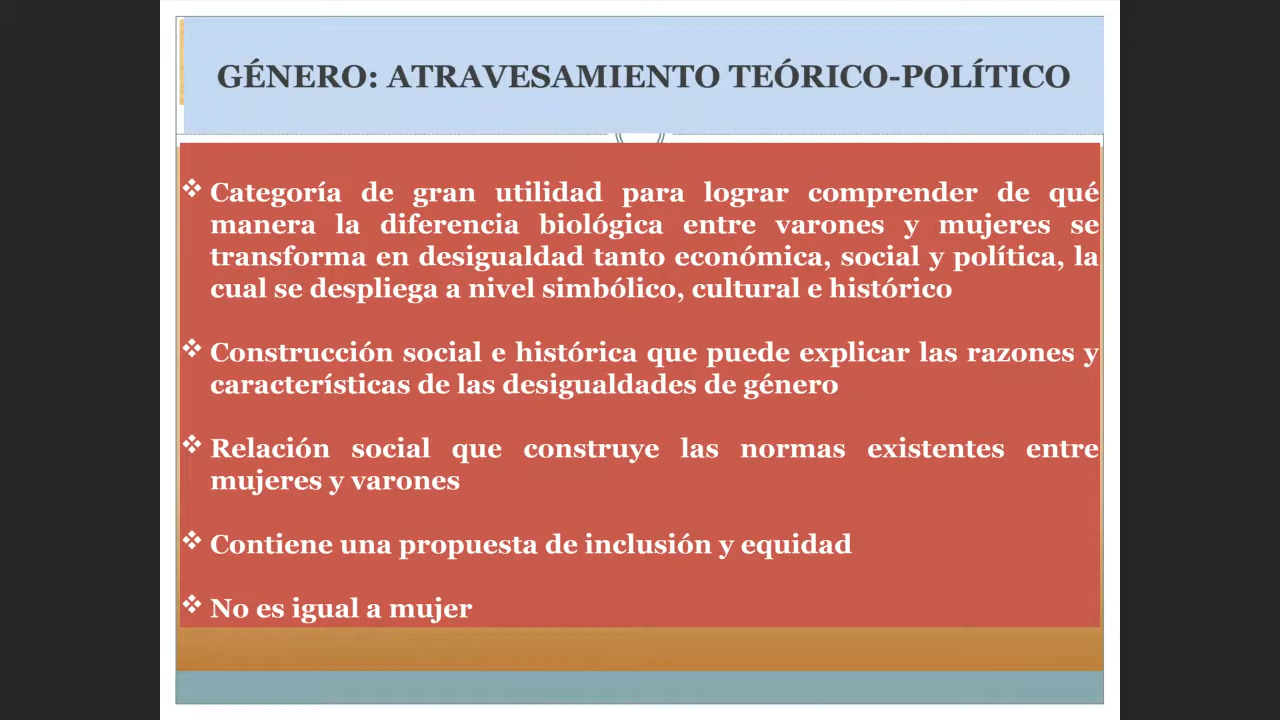 GÉNERO: ATRAVESAMIENTO TEÓRICO-POLÍTICO
❖ Categoría de gran utilidad para lograr comprender de qué
manera la diferencia biológica entre varones y mujeres se
transforma en desigualdad tanto económica, social y política, la
cual se despliega a nivel simbólico, cultural e histórico
❖ Construcción social e histórica que puede explicar las razones y
características de las desigualdades de género
❖ Relación social que construye las normas existentes entre
mujeres y varones
❖ Contiene una propuesta de inclusión y equidad
❖ No es igual a mujer